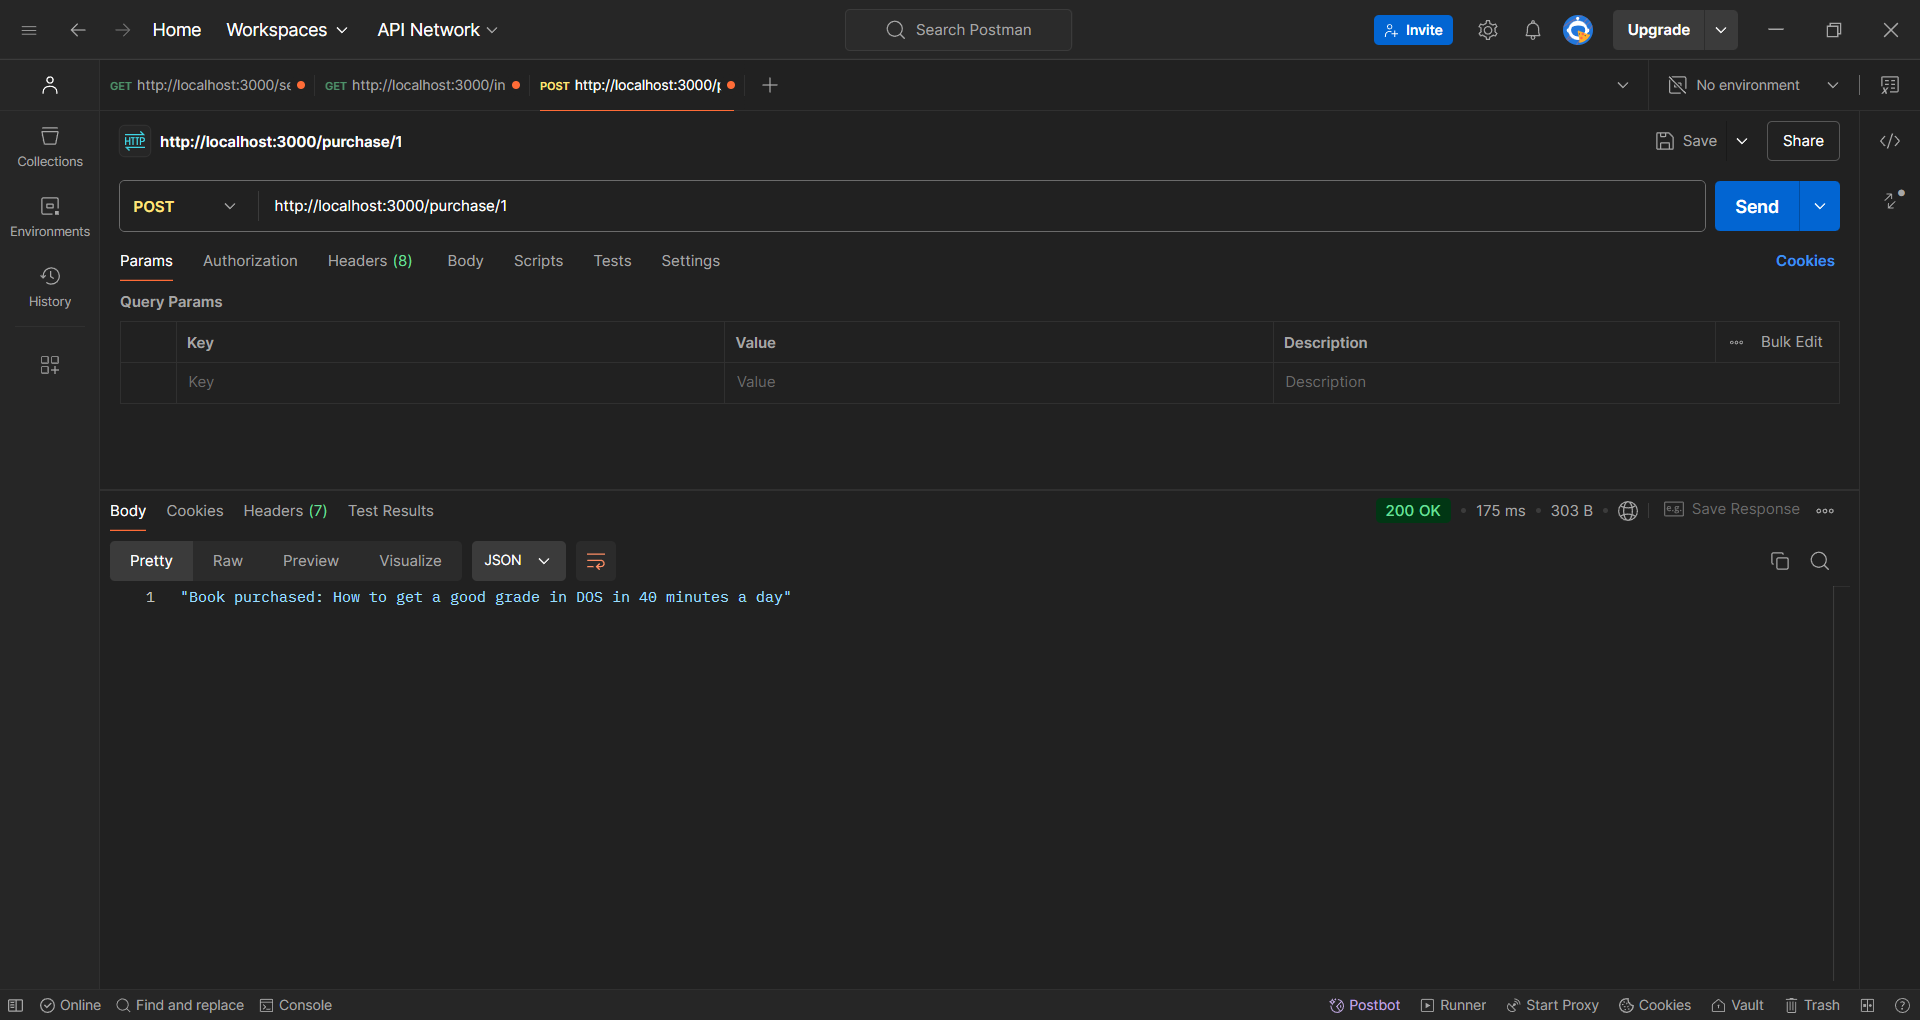 Home Workspaces API Network Search Postman Invite Upgrade
GET http://localhost:3000/se GET http://localhost:3000/in POST http://localhost:3000/p No environment
Collections
Environments
History
HTTP http://localhost:3000/purchase/1 Save Share
POST http://localhost:3000/purchase/1 Send
Params Authorization Headers (8) Body Scripts Tests Settings Cookies
Query Params
Key Value Description Bulk Edit
Key Value Description
Body Cookies Headers (7) Test Results 200 OK 175 ms 303 B e.g. Save Response
Pretty Raw Preview Visualize JSON
1 "Book purchased: How to get a good grade in DOS in 40 minutes a day"
Online Find and replace Console Postbot Runner Start Proxy Cookies Vault Trash